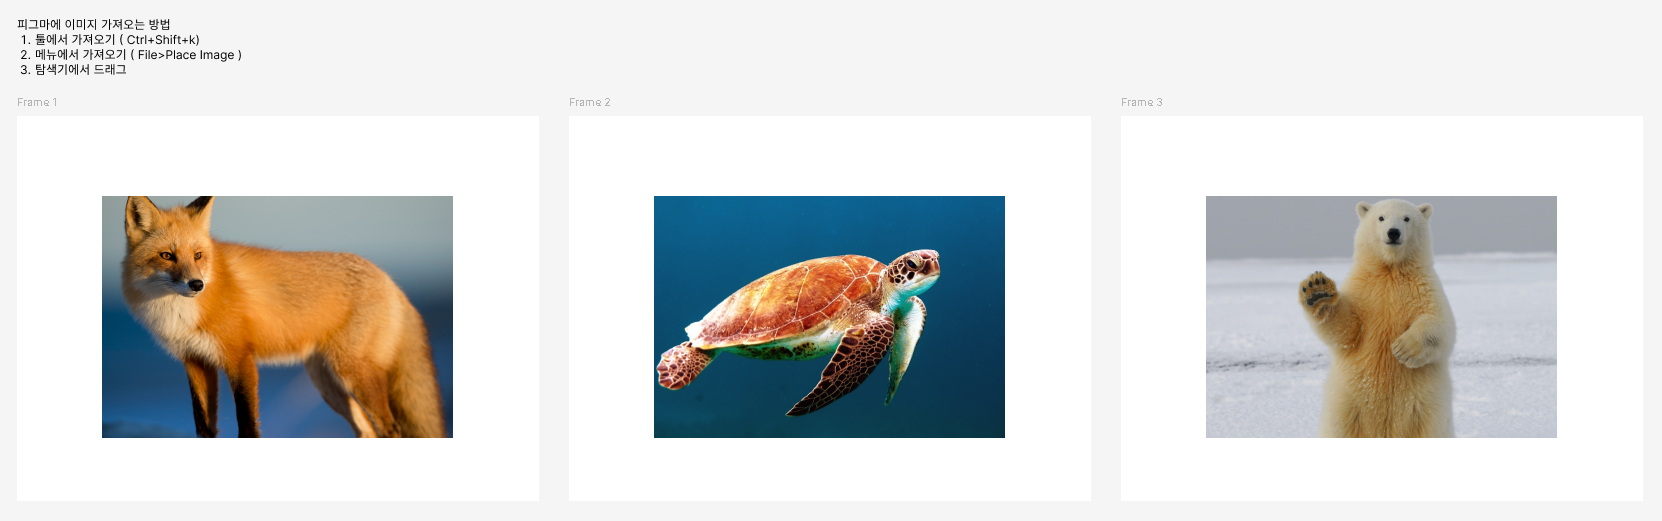 피그마에 이미지 가져오는 방법
1. 툴에서 가져오기 ( Ctrl+Shift+k)
2. 메뉴에서 가져오기 ( File>Place Image )
3. 탐색기에서 드래그
Frame 1
Frame 2
Frame 3